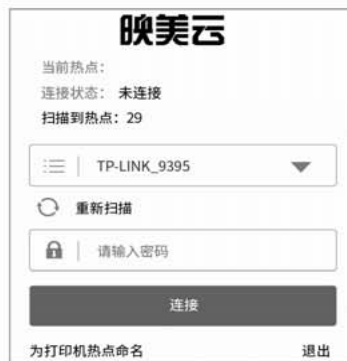 映美云
当前热点：
连接状态： 未连接
扫描到热点：29
TP-LINK_9395
重新扫描
请输入密码
连接
为打印机热点命名 退出